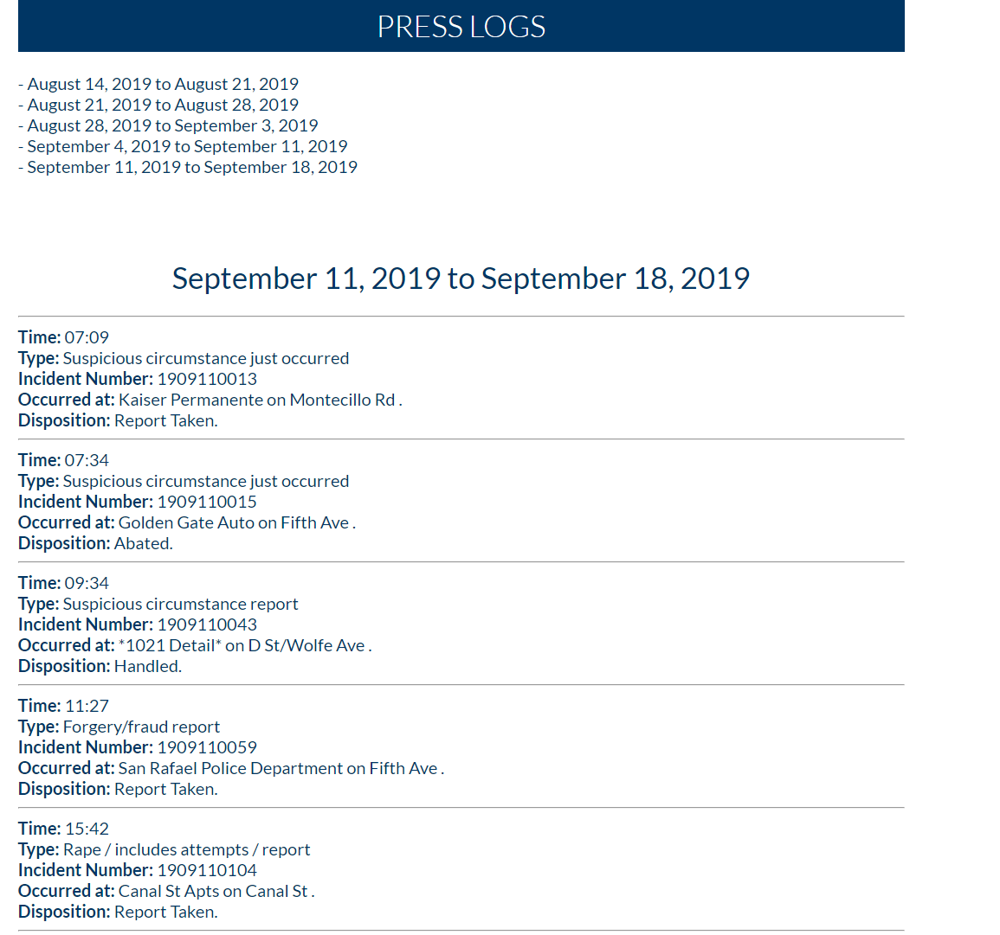 PRESS LOGS
- August 14, 2019 to August 21, 2019
- August 21, 2019 to August 28, 2019
- August 28, 2019 to September 3, 2019
- September 4, 2019 to September 11, 2019
- September 11, 2019 to September 18, 2019
September 11, 2019 to September 18, 2019
Time: 07:09
Type: Suspicious circumstance just occurred
Incident Number: 1909110013
Occurred at: Kaiser Permanente on Montecillo Rd .
Disposition: Report Taken.
Time: 07:34
Type: Suspicious circumstance just occurred
Incident Number: 1909110015
Occurred at: Golden Gate Auto on Fifth Ave .
Disposition: Abated.
Time: 09:34
Type: Suspicious circumstance report
Incident Number: 1909110043
Occurred at: *1021 Detail* on D St/Wolfe Ave .
Disposition: Handled.
Time: 11:27
Type: Forgery/fraud report
Incident Number: 1909110059
Occurred at: San Rafael Police Department on Fifth Ave .
Disposition: Report Taken.
Time: 15:42
Type: Rape / includes attempts / report
Incident Number: 1909110104
Occurred at: Canal St Apts on Canal St .
Disposition: Report Taken.